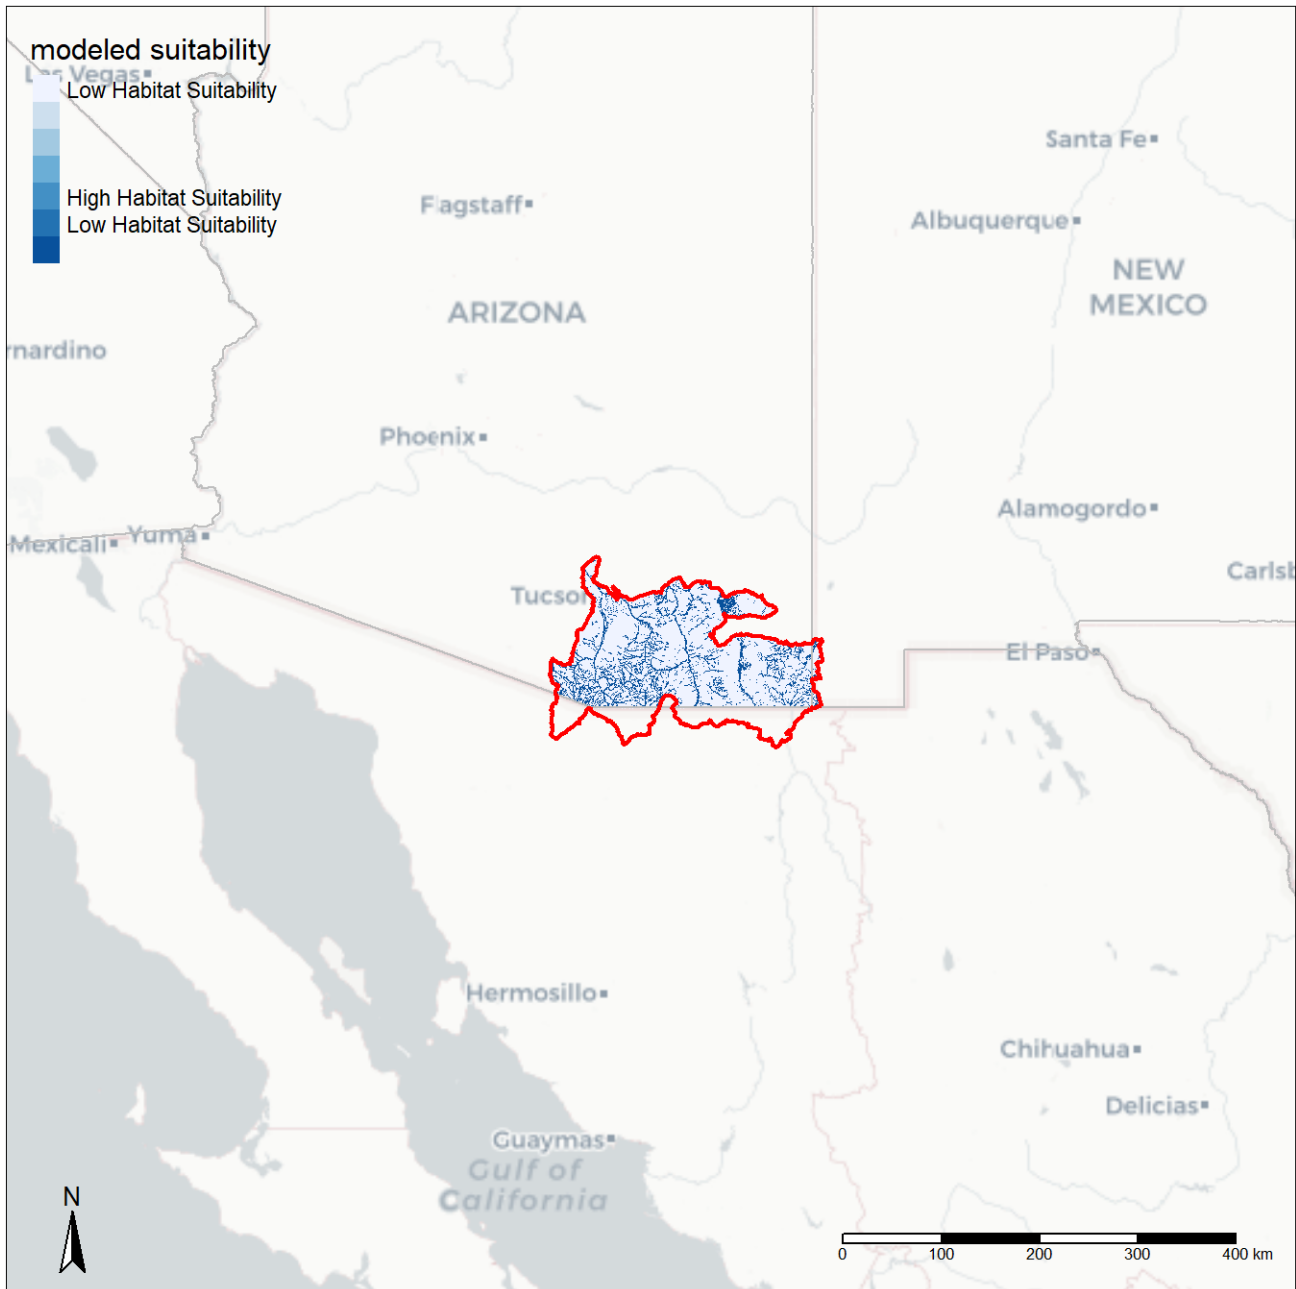 modeled suitability
Las Vegas
Low Habitat Suitability
High Habitat Suitability
Low Habitat Suitability
Santa Fe
Flagstaff
Albuquerque
NEW
MEXICO
ARIZONA
rnardino
Phoenix
Alamogordo
Mexicali
Yuma
Carlsb
Tucso
El Paso
Hermosillo
Chihuahua
Delicias
Guaymas
Gulf of
California
N
0 100 200 300 400 km